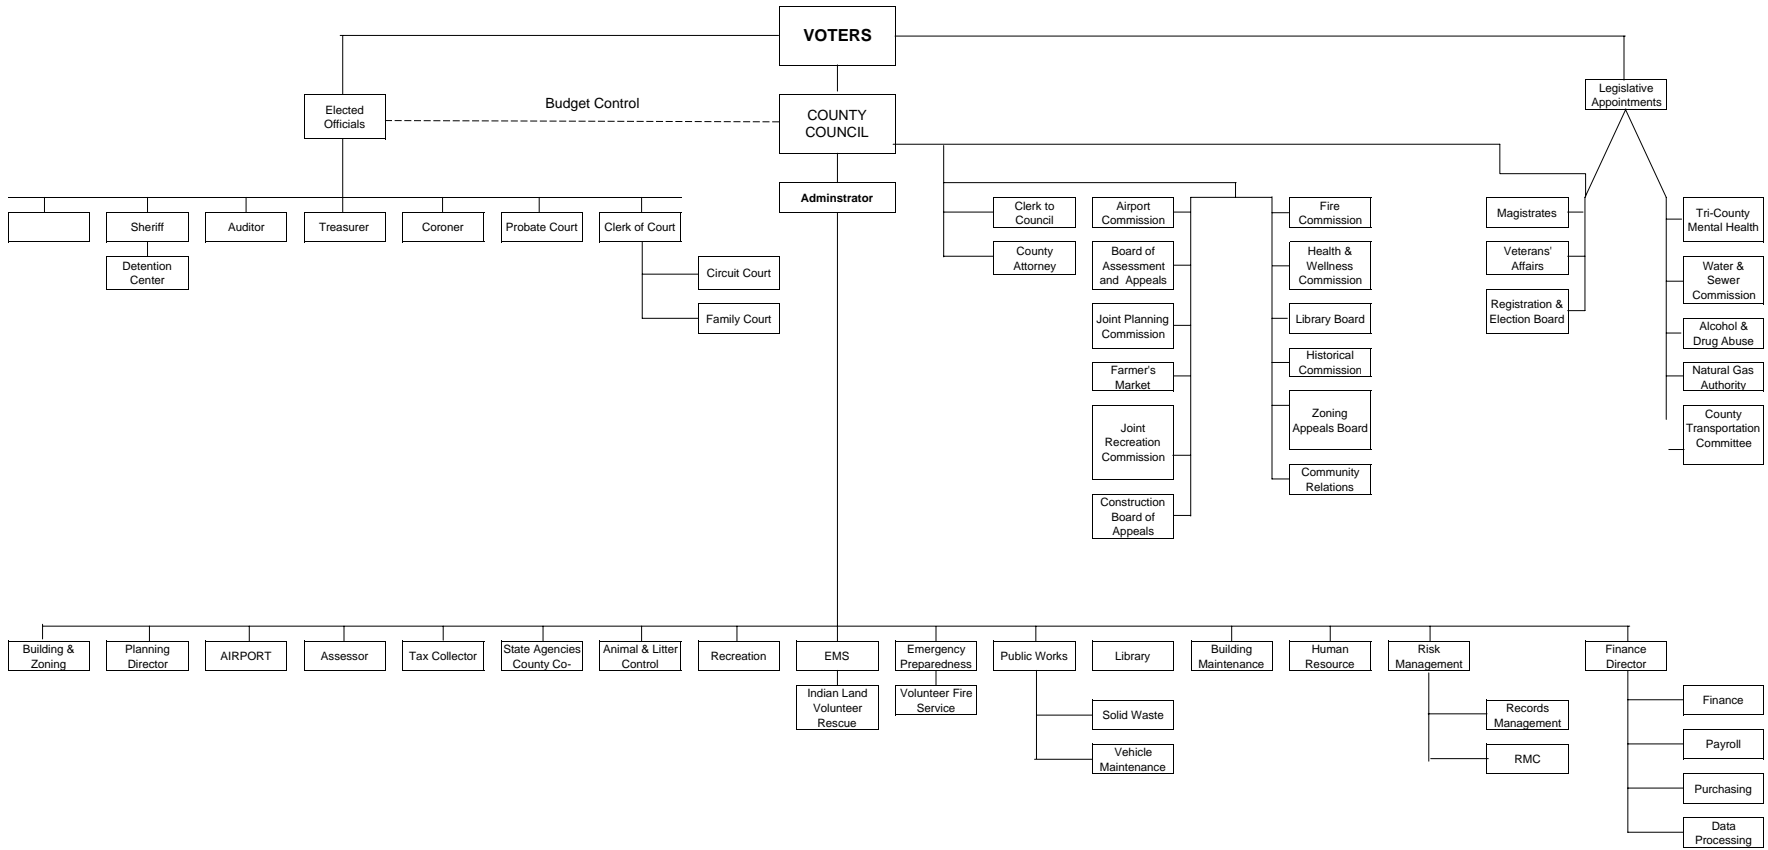 VOTERS
Legislative
Appointments
Elected
Officials
Budget Control
COUNTY
COUNCIL
Adminstrator
Sheriff
Auditor
Treasurer
Coroner
Probate Court
Clerk of Court
Detention
Center
Circuit Court
Family Court
Clerk to
Council
County
Attorney
Airport
Commission
Board of
Assessment
and Appeals
Joint Planning
Commission
Farmer's
Market
Joint
Recreation
Commission
Construction
Board of
Appeals
Fire
Commission
Health &
Wellness
Commission
Library Board
Historical
Commission
Zoning
Appeals Board
Community
Relations
Magistrates
Veterans'
Affairs
Registration &
Election Board
Tri-County
Mental Health
Water &
Sewer
Commission
Alcohol &
Drug Abuse
Natural Gas
Authority
County
Transportation
Committee
Building &
Zoning
Planning
Director
AIRPORT
Assessor
Tax Collector
State Agencies
County Co-
Animal & Litter
Control
Recreation
EMS
Emergency
Preparedness
Public Works
Library
Building
Maintenance
Human
Resource
Risk
Management
Finance
Director
Indian Land
Volunteer
Rescue
Volunteer Fire
Service
Solid Waste
Vehicle
Maintenance
Records
Management
RMC
Finance
Payroll
Purchasing
Data
Processing